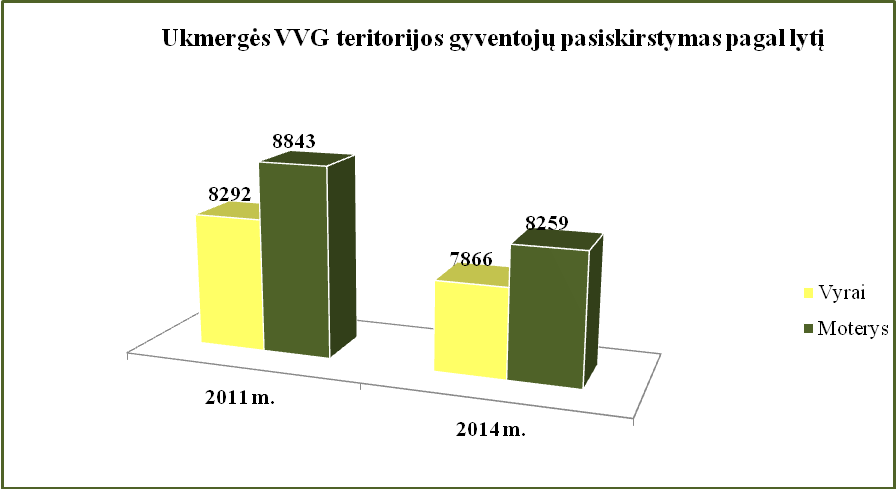 Ukmergės VVG teritorijos gyventojų pasiskirstymas pagal lytį
8843
8292
8259
7866
Vyrai
Moterys
2011 m.
2014 m.